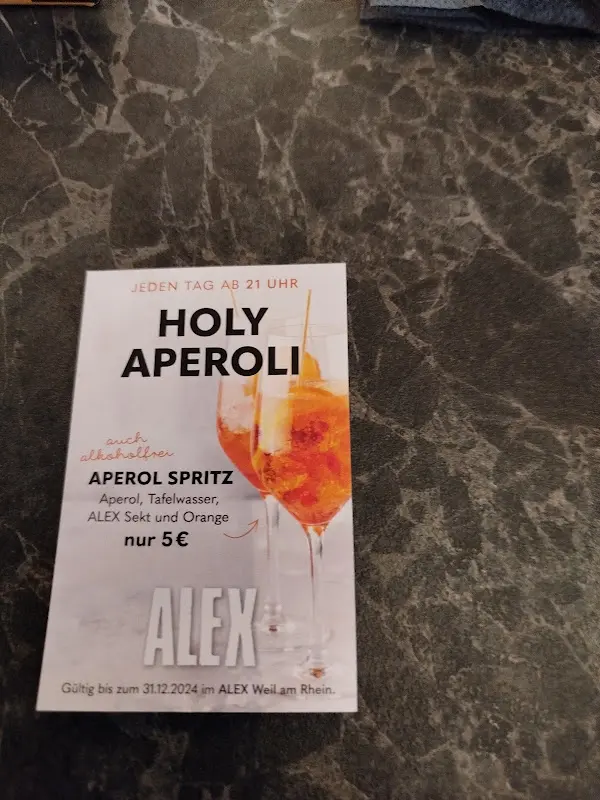 JEDEN TAG AB 21 UHR
HOLY
APEROLI
auch
alkoholfrei
APEROL SPRITZ
Aperol, Tafelwasser,
ALEX Sekt und Orange
nur 5€
ALEX
Gültig bis zum 31.12.2024 im ALEX Weil am Rhein.